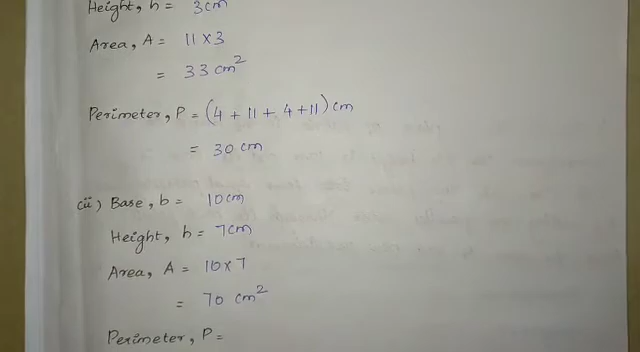 Height, h = 3cm
Area, A = 11 × 3
= 33 cm²
Perimeter, P = (4 + 11 + 4 + 11) cm
= 30 cm
(ii) Base, b = 10cm
Height, h = 7cm
Area, A = 10×7
= 70 cm²
Perimeter, P =